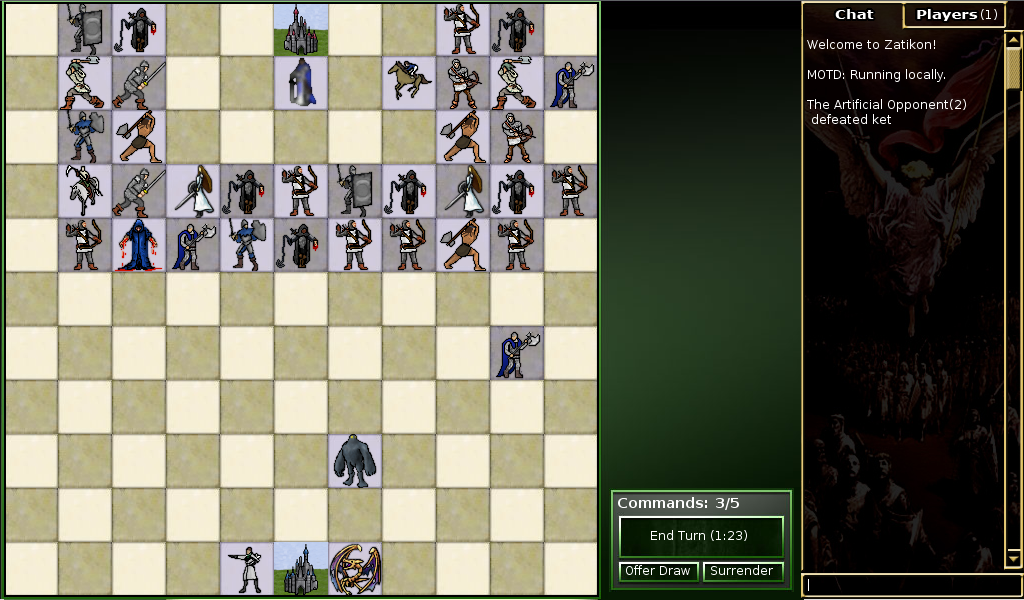 Chat
Players (1)
Welcome to Zatikon!
MOTD: Running locally.
The Artificial Opponent(2)
defeated ket
Commands: 3/5
End Turn (1:23)
Offer Draw
Surrender